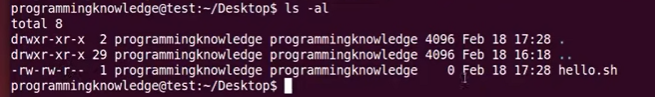 programmingknowledge@test:~/Desktop$ ls -al
total 8
drwxr-xr-x  2 programmingknowledge programmingknowledge 4096 Feb 18 17:28 .
drwxr-xr-x 29 programmingknowledge programmingknowledge 4096 Feb 18 16:18 ..
-rw-rw-r--  1 programmingknowledge programmingknowledge    0 Feb 18 17:28 hello.sh
programmingknowledge@test:~/Desktop$